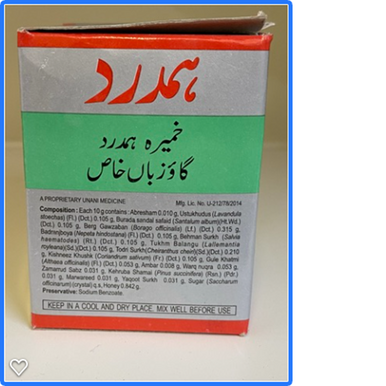 ہمدرد
خمیرہ ہمدرد
گاؤزباں خاص
A PROPRIETARY UNANI MEDICINE Mfg. Lic. No. U-212/78/2014
Composition : Each 10 g contains : Abresham 0.010 g, Ustukhudus (Lavandula
stoechas) (Fl.) (Dct.) 0.105 g, Burada sandal safaid (Santalum album)(Ht.Wd.)
(Dct.) 0.105 g, Berg Gawzaban (Borago officinalis) (Lf.) (Dct.) 0.315 g,
Badranjboya (Nepeta hindostana) (Fl.) (Dct.) 0.105 g, Behman Surkh (Salvia
haematodes) (Rt.) (Dct.) 0.105 g, Tukhm Balangu (Lallemantia
royleana)(Sd.)(Dct.) 0.105 g, Todri Surkh(Cheiranthus cheiri)(Sd.)(Dct.) 0.210
g, Kishneez Khushk (Coriandrum sativum) (Fr.) (Dct.) 0.105 g, Gule Khatmi
(Althaea officinalis) (Fl.) (Dct.) 0.053 g, Ambar 0.008 g, Warq nuqra 0.053 g,
Zamarrud Sabz 0.031 g, Kehruba Shamai (Pinus succinifera) (Ran.) (Pdr.)
0.031 g, Marwareed 0.031 g, Yaqoot Surkh 0.031 g, Sugar (Saccharum
officinarum) (crystal) q.s, Honey 0.842 g.
Preservative: Sodium Benzoate.
KEEP IN A COOL AND DRY PLACE. MIX WELL BEFORE USE